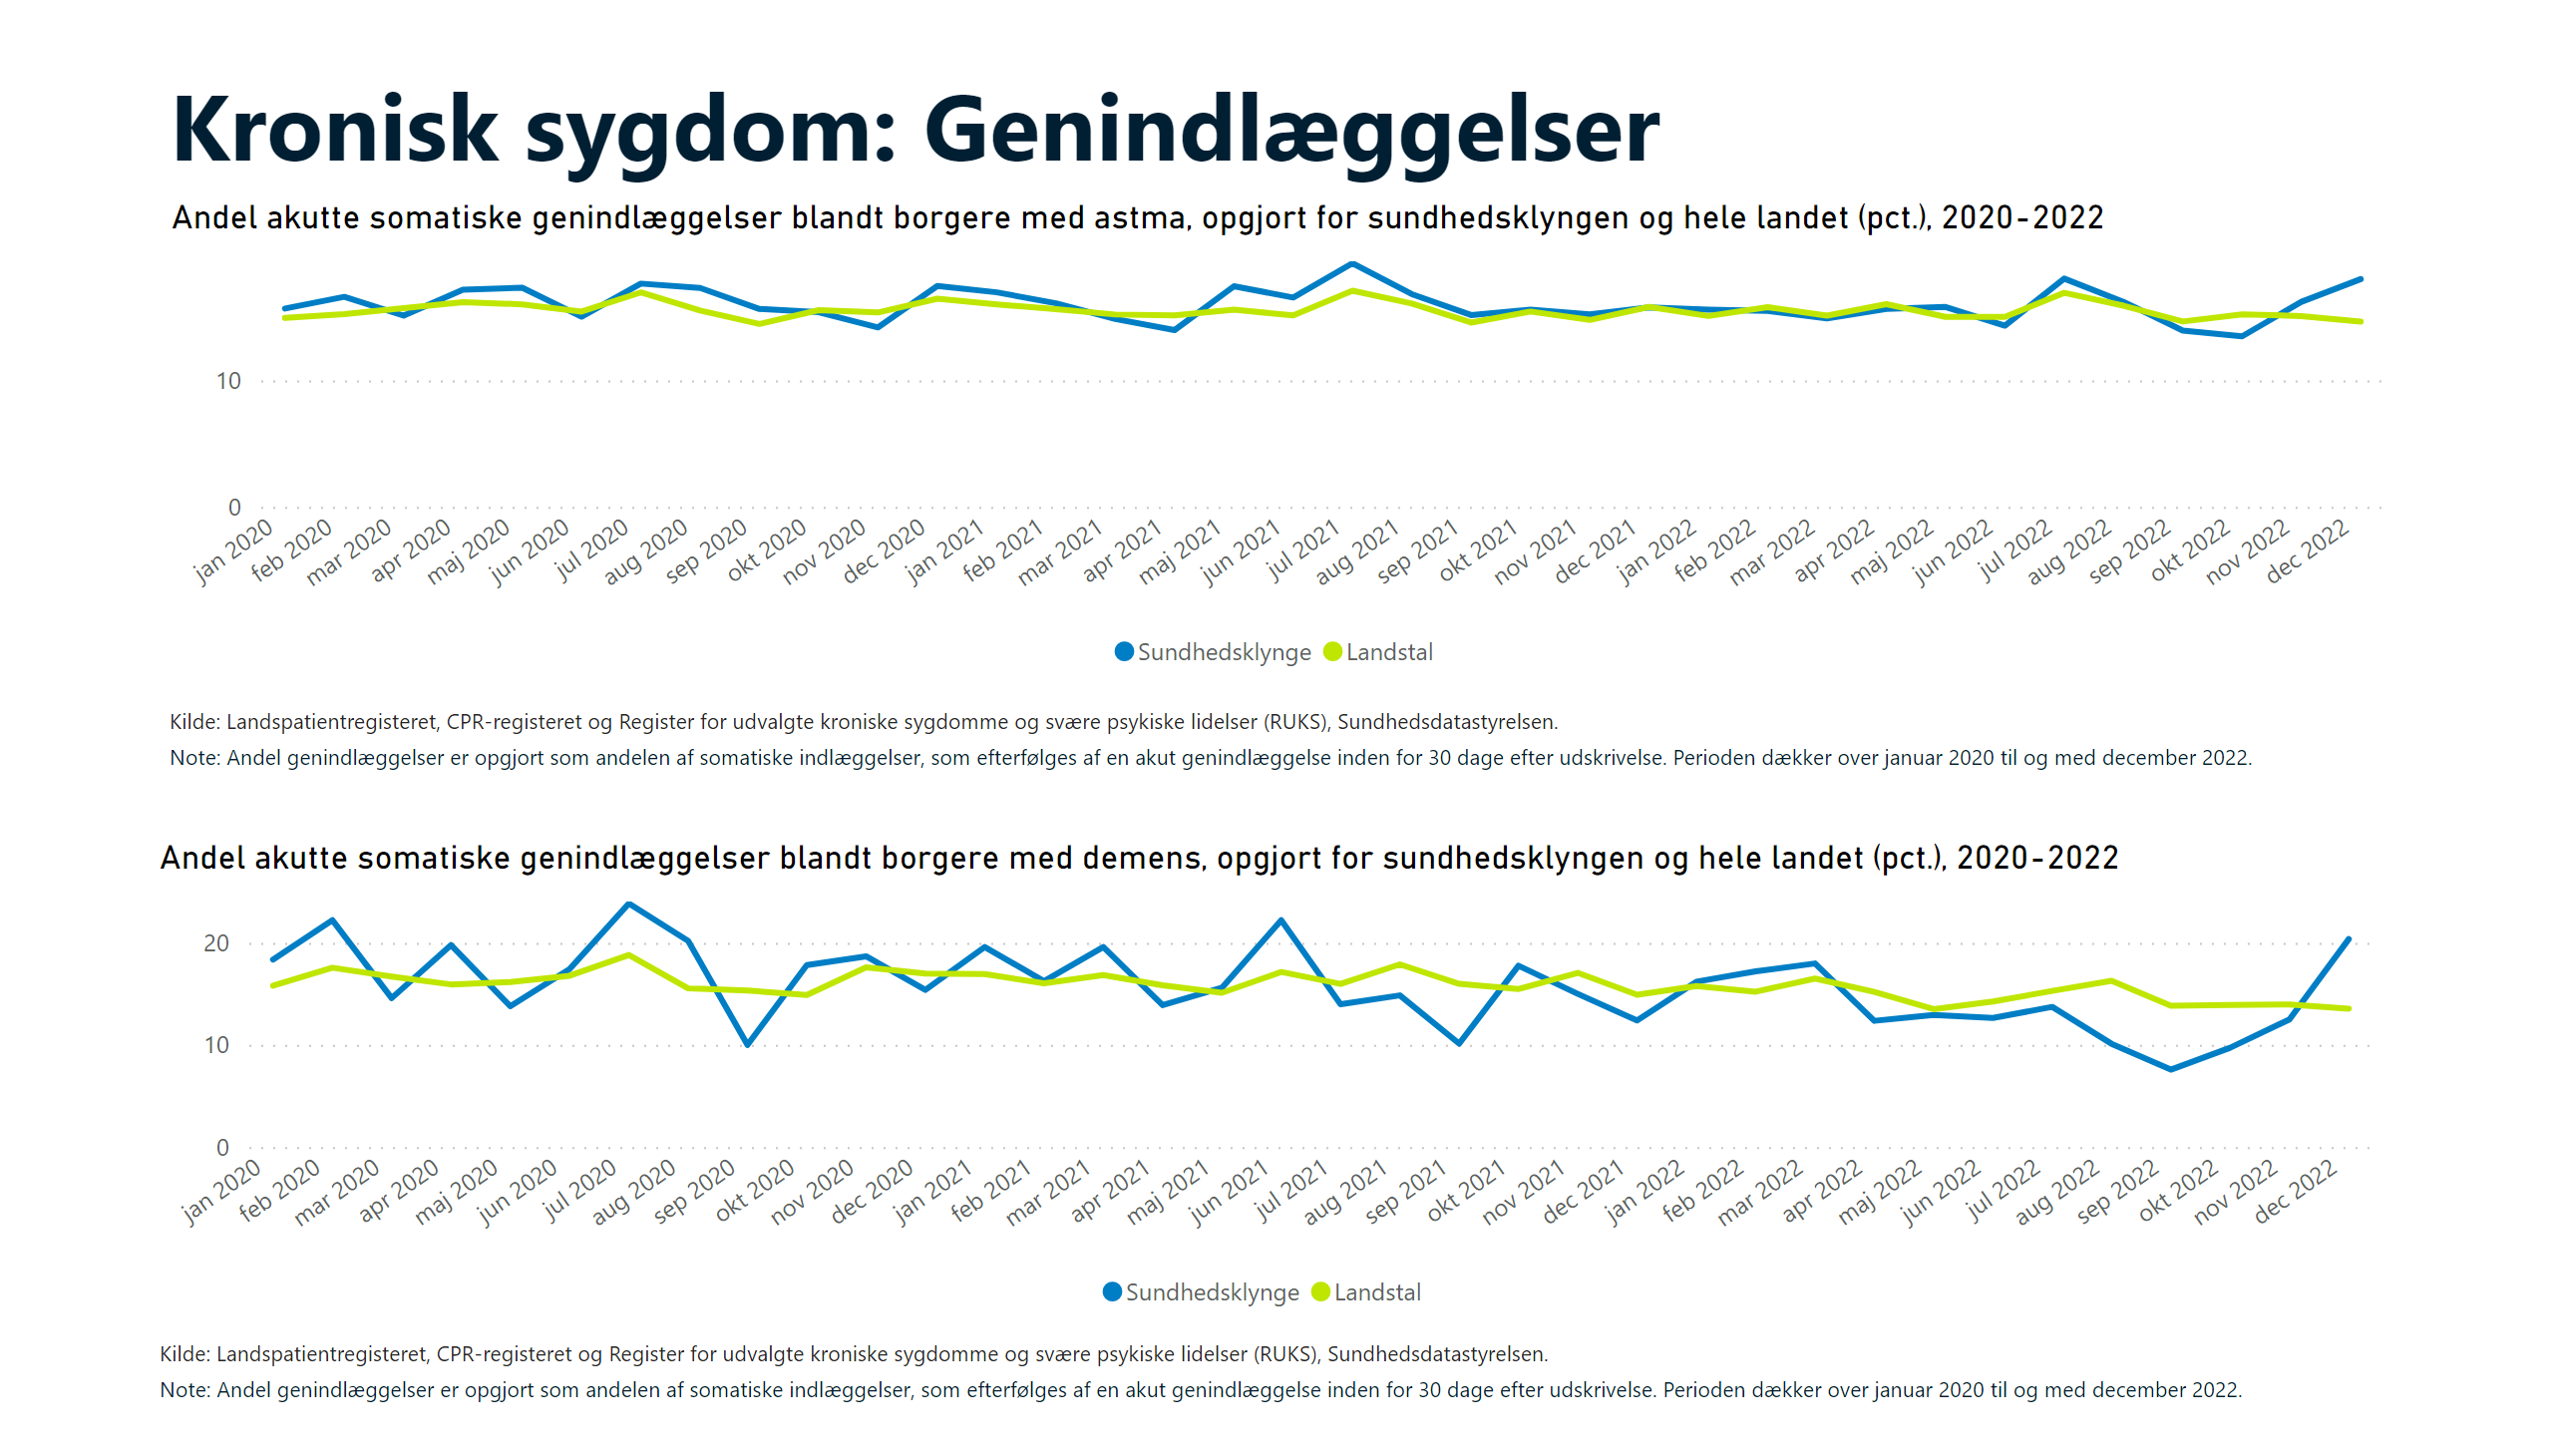 Kronisk sygdom: Genindlæggelser
Andel akutte somatiske genindlæggelser blandt borgere med astma, opgjort for sundhedsklyngen og hele landet (pct.), 2020-2022
10
0
jan 2020 feb 2020 mar 2020 apr 2020 maj 2020 jun 2020 jul 2020 aug 2020 sep 2020 okt 2020 nov 2020 dec 2020 jan 2021 feb 2021 mar 2021 apr 2021 maj 2021 jun 2021 jul 2021 aug 2021 sep 2021 okt 2021 nov 2021 dec 2021 jan 2022 feb 2022 mar 2022 apr 2022 maj 2022 jun 2022 jul 2022 aug 2022 sep 2022 okt 2022 nov 2022 dec 2022
Sundhedsklynge Landstal
Kilde: Landspatientregisteret, CPR-registeret og Register for udvalgte kroniske sygdomme og svære psykiske lidelser (RUKS), Sundhedsdatastyrelsen.
Note: Andel genindlæggelser er opgjort som andelen af somatiske indlæggelser, som efterfølges af en akut genindlæggelse inden for 30 dage efter udskrivelse. Perioden dækker over januar 2020 til og med december 2022.
Andel akutte somatiske genindlæggelser blandt borgere med demens, opgjort for sundhedsklyngen og hele landet (pct.), 2020-2022
20
10
0
jan 2020 feb 2020 mar 2020 apr 2020 maj 2020 jun 2020 jul 2020 aug 2020 sep 2020 okt 2020 nov 2020 dec 2020 jan 2021 feb 2021 mar 2021 apr 2021 maj 2021 jun 2021 jul 2021 aug 2021 sep 2021 okt 2021 nov 2021 dec 2021 jan 2022 feb 2022 mar 2022 apr 2022 maj 2022 jun 2022 jul 2022 aug 2022 sep 2022 okt 2022 nov 2022 dec 2022
Sundhedsklynge Landstal
Kilde: Landspatientregisteret, CPR-registeret og Register for udvalgte kroniske sygdomme og svære psykiske lidelser (RUKS), Sundhedsdatastyrelsen.
Note: Andel genindlæggelser er opgjort som andelen af somatiske indlæggelser, som efterfølges af en akut genindlæggelse inden for 30 dage efter udskrivelse. Perioden dækker over januar 2020 til og med december 2022.